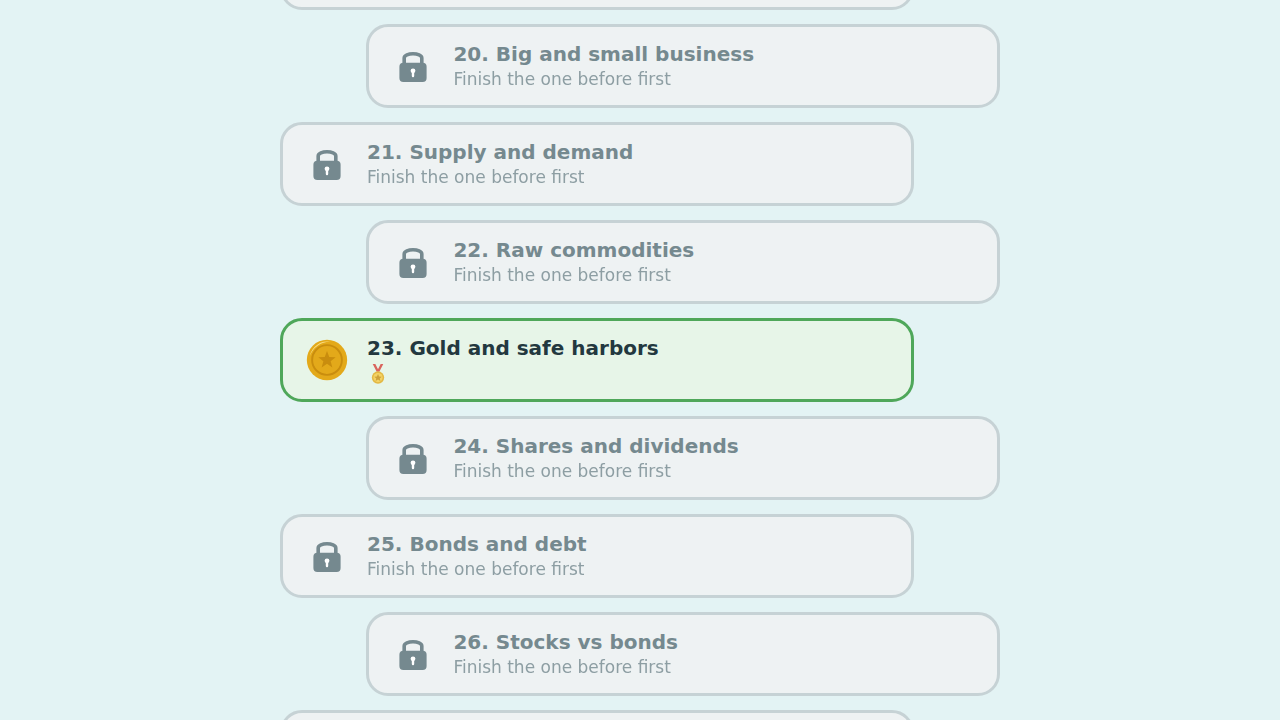 20. Big and small business
Finish the one before first
21. Supply and demand
Finish the one before first
22. Raw commodities
Finish the one before first
23. Gold and safe harbors
24. Shares and dividends
Finish the one before first
25. Bonds and debt
Finish the one before first
26. Stocks vs bonds
Finish the one before first